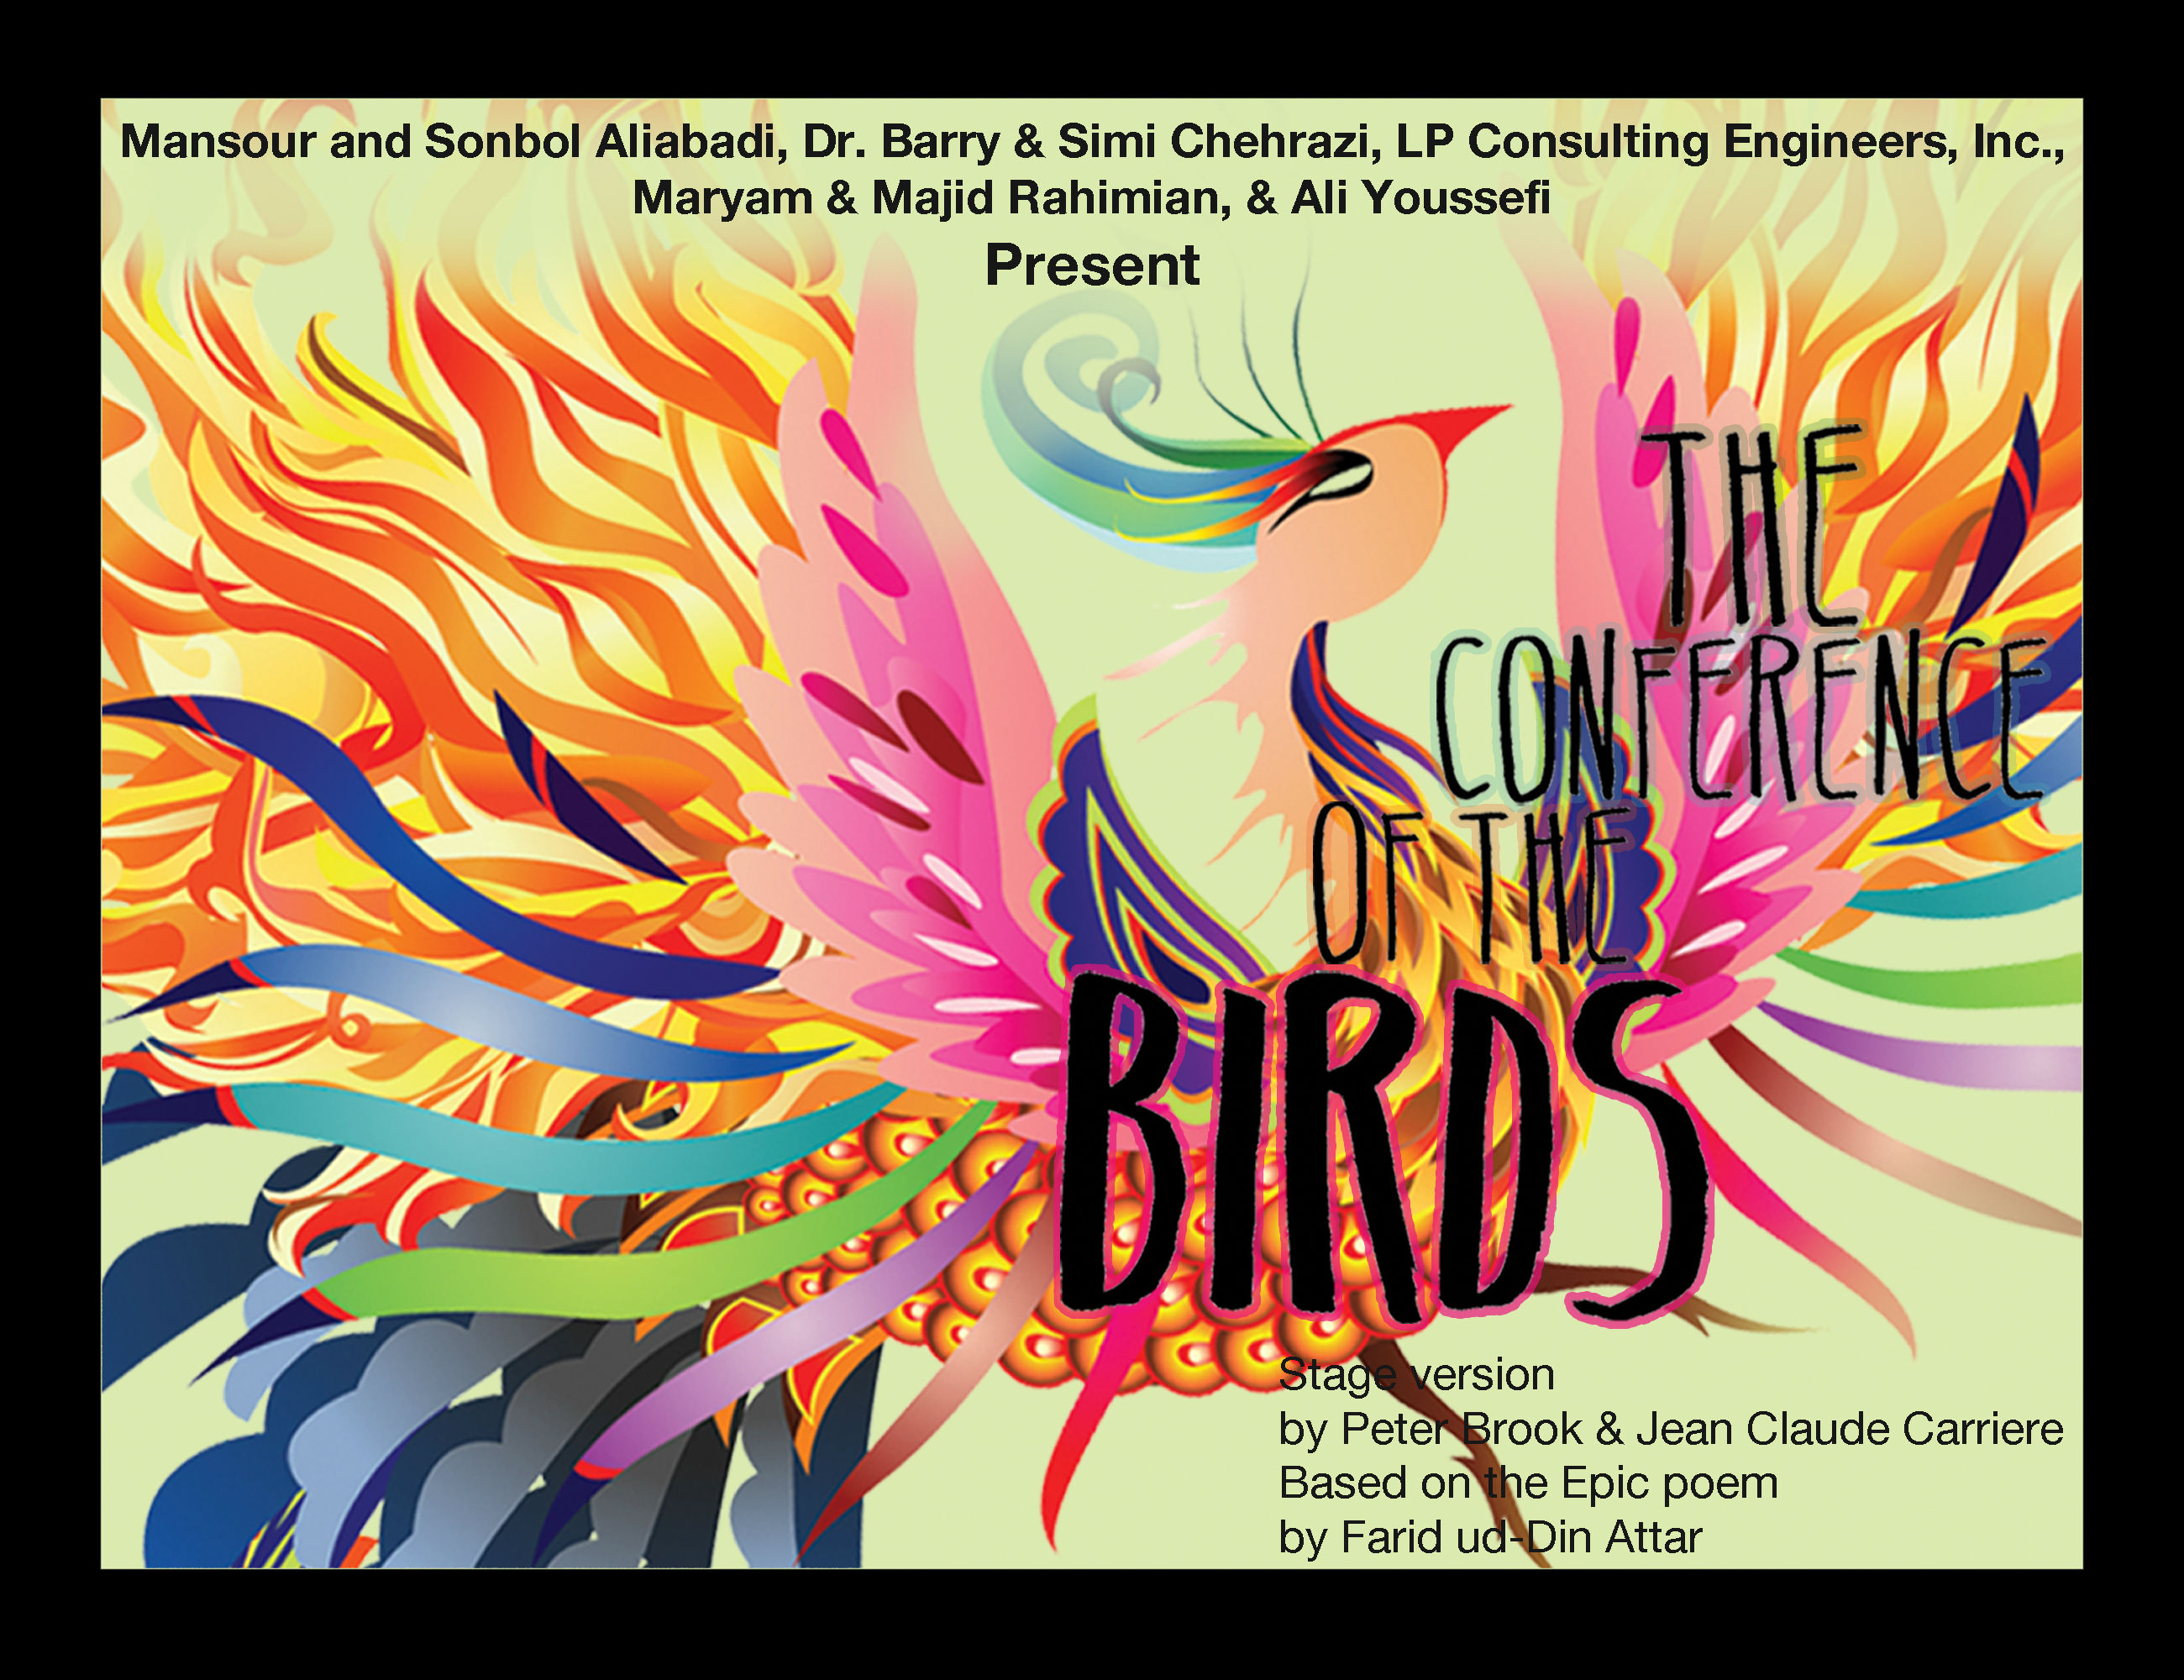 Mansour and Sonbol Aliabadi, Dr. Barry & Simi Chehrazi, LP Consulting Engineers, Inc.,
Maryam & Majid Rahimian, & Ali Youssefi
Present
THE
CONFERENCE
OF THE
BIRDS
Stage version
by Peter Brook & Jean Claude Carriere
Based on the Epic poem
by Farid ud-Din Attar